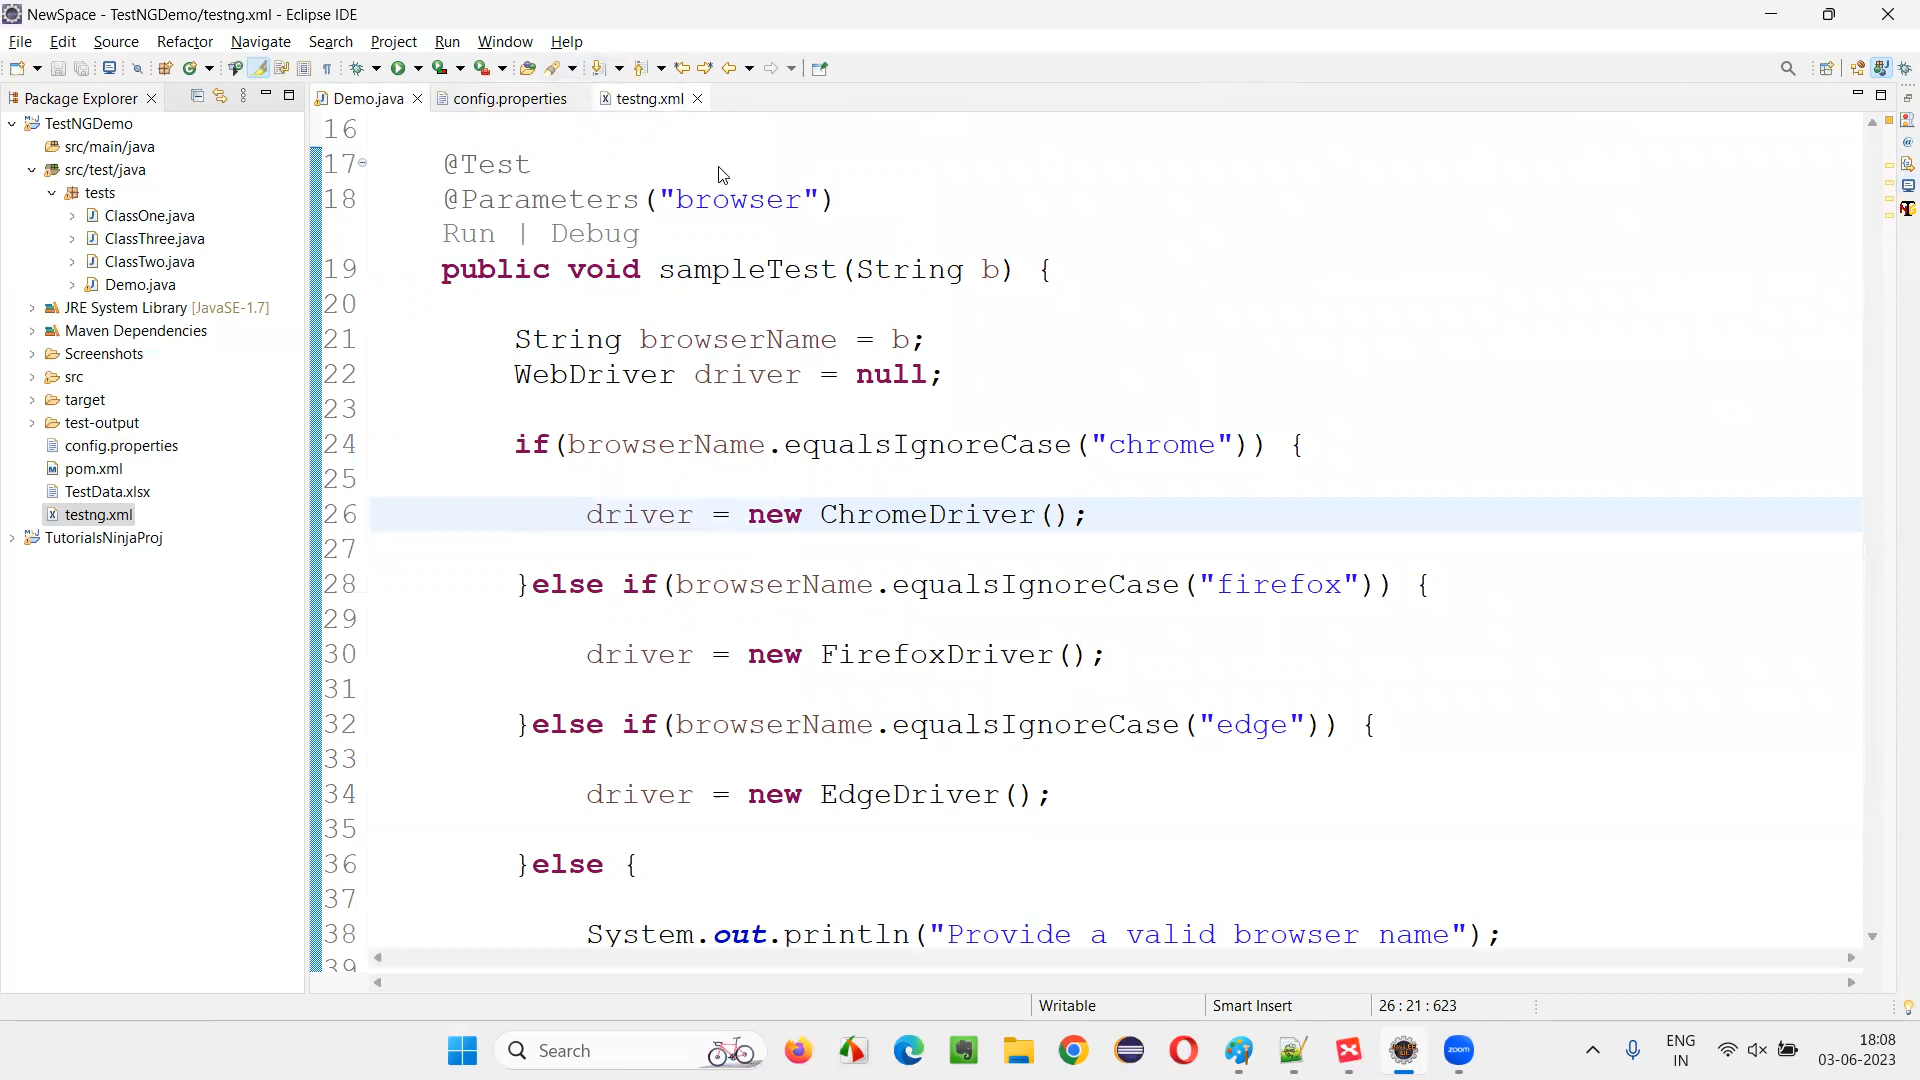 NewSpace - TestNGDemo/testng.xml - Eclipse IDE
File Edit Source Refactor Navigate Search Project Run Window Help
Package Explorer
TestNGDemo
src/main/java
src/test/java
tests
ClassOne.java
ClassThree.java
ClassTwo.java
Demo.java
JRE System Library [JavaSE-1.7]
Maven Dependencies
Screenshots
src
target
test-output
config.properties
pom.xml
TestData.xlsx
testng.xml
TutorialsNinjaProj
Demo.java config.properties testng.xml
16
17 @Test
18 @Parameters("browser")
Run | Debug
19 public void sampleTest(String b) {
20
21 String browserName = b;
22 WebDriver driver = null;
23
24 if(browserName.equalsIgnoreCase("chrome")) {
25
26 driver = new ChromeDriver();
27
28 }else if(browserName.equalsIgnoreCase("firefox")) {
29
30 driver = new FirefoxDriver();
31
32 }else if(browserName.equalsIgnoreCase("edge")) {
33
34 driver = new EdgeDriver();
35
36 }else {
37
38 System.out.println("Provide a valid browser name");
39
Writable Smart Insert 26 : 21 : 623
Search
zoom
ENG
IN
18:08
03-06-2023